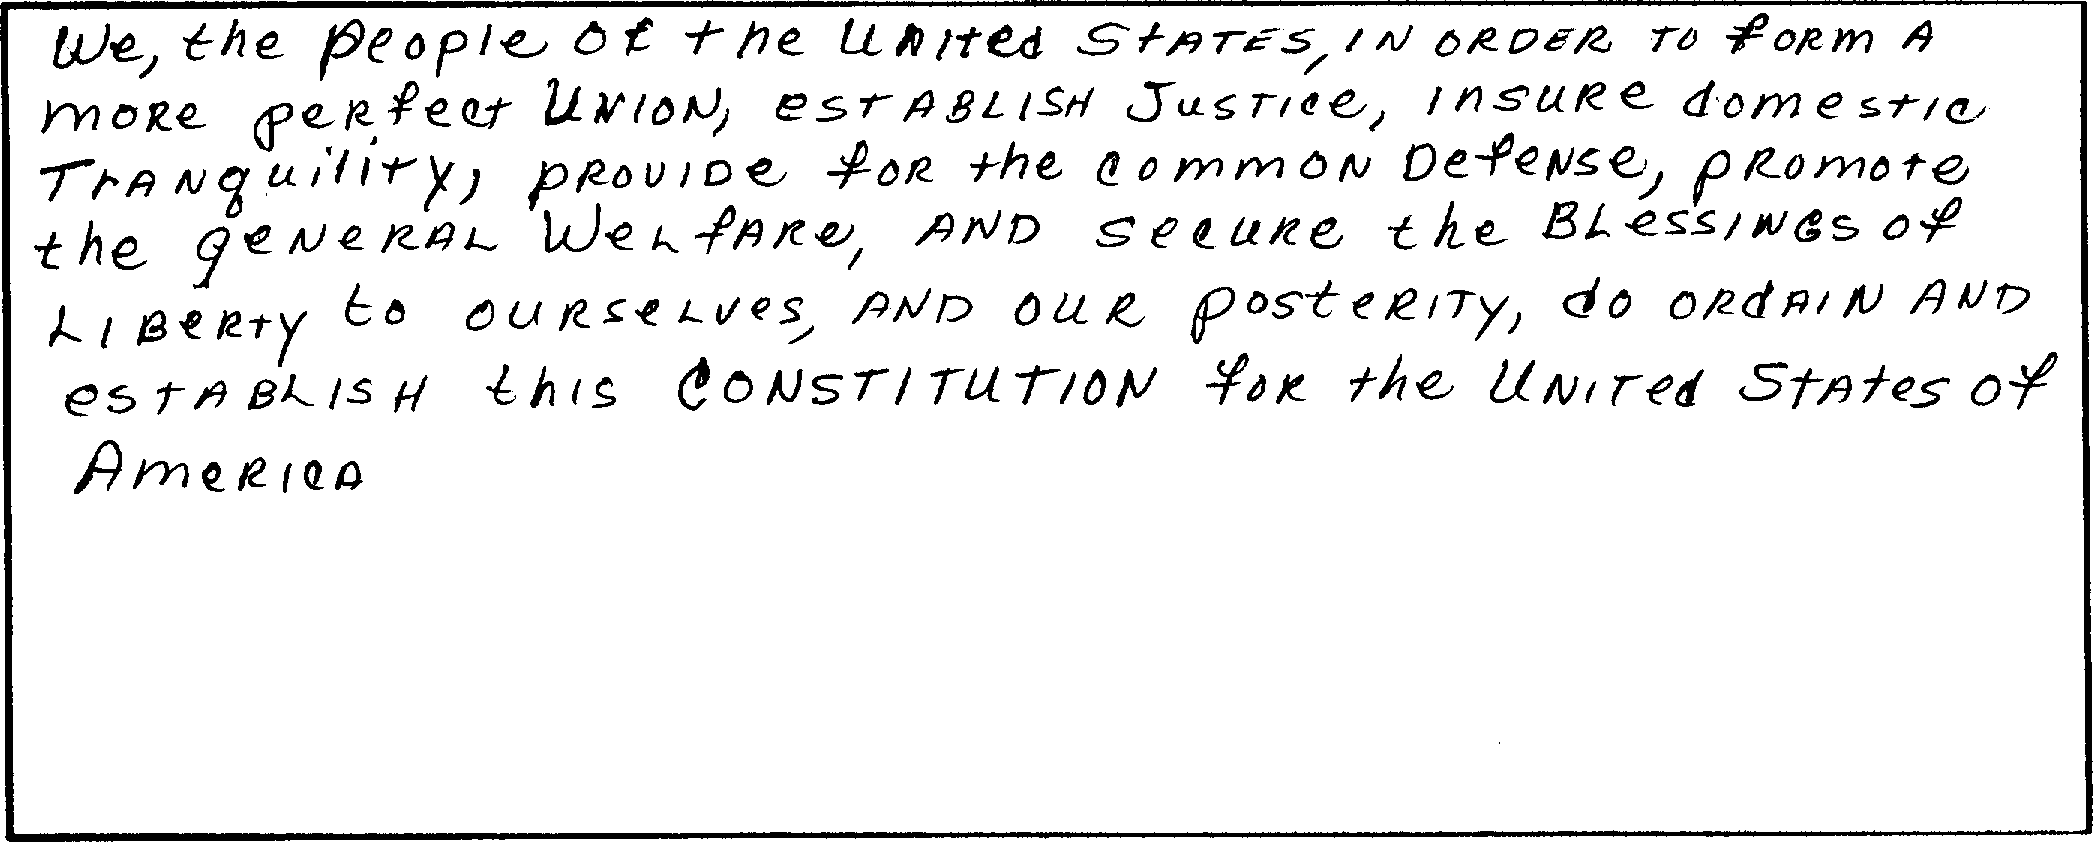 We, the people of the United STATES, IN ORDER TO form A
more perfect UNION, ESTABLISH Justice, insure domestic
TrANquility, PROVIDe for the common Defense, promote
the general Welfare, AND secure the BLessINGs of
LIBerty to ourselves, AND our posterity, do ordain AND
ESTABLISH this CONSTITUTION for the United States of
America